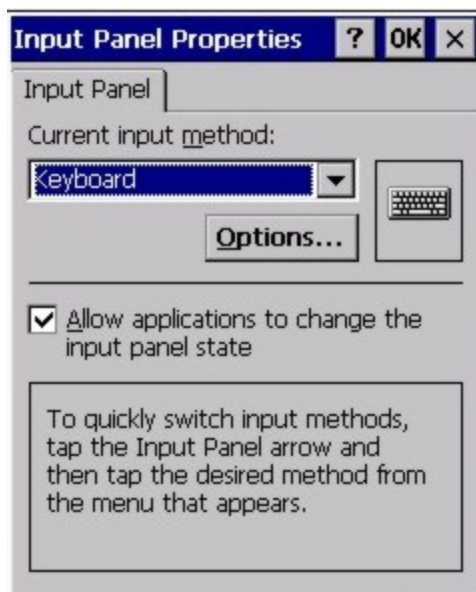 Input Panel Properties ? OK ×
Input Panel
Current input method:
Keyboard
Options...
Allow applications to change the
input panel state
To quickly switch input methods,
tap the Input Panel arrow and
then tap the desired method from
the menu that appears.